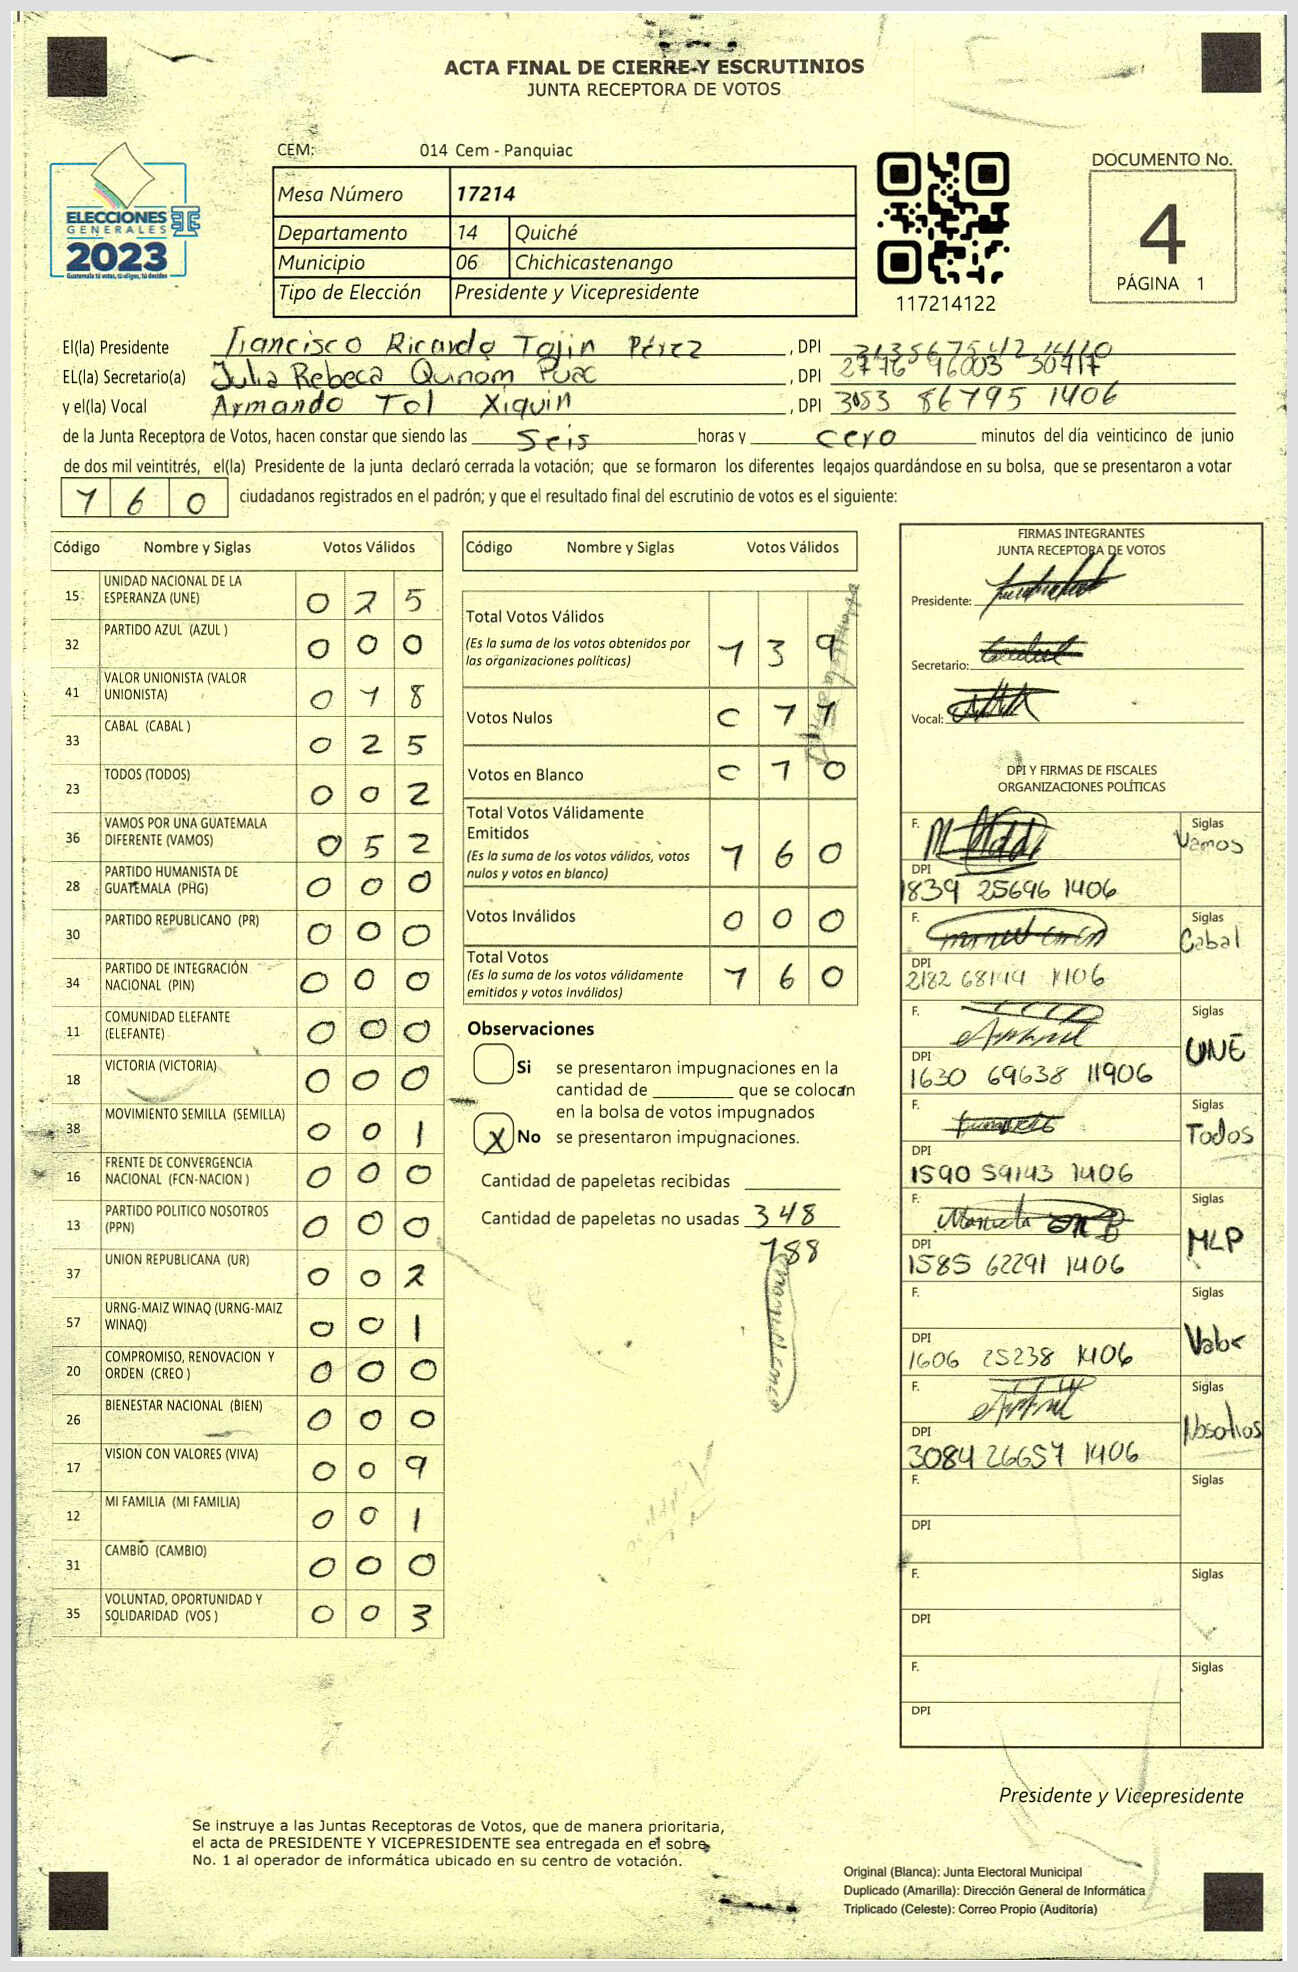 ACTA FINAL DE CIERRE Y ESCRUTINIOS
JUNTA RECEPTORA DE VOTOS
CEM: 014 Cem - Panquiac
Mesa Número 17214
Departamento 14 Quiché
Municipio 06 Chichicastenango
Tipo de Elección Presidente y Vicepresidente
ELECCIONES
GENERALES
2023
117214122
DOCUMENTO No.
4
PÁGINA 1
El(la) Presidente Francisco Ricardo Tajin Pérez, DPI
EL(la) Secretario(a) Julia Rebeca Quinom Puac, DPI 2776 96003
y el(la) Vocal Armando Tol Xiquin, DPI 3083 86795 1406
de la Junta Receptora de Votos, hacen constar que siendo las seis horas y cero minutos del día veinticinco de junio
de dos mil veintitrés, el(la) Presidente de la junta declaró cerrada la votación; que se formaron los diferentes legajos guardándose en su bolsa, que se presentaron a votar
160 ciudadanos registrados en el padrón; y que el resultado final del escrutinio de votos es el siguiente:
Código Nombre y Siglas Votos Válidos
15 UNIDAD NACIONAL DE LA ESPERANZA (UNE) 0 2 5
32 PARTIDO AZUL (AZUL ) 0 0 0
41 VALOR UNIONISTA (VALOR UNIONISTA) 0 1 8
33 CABAL (CABAL ) 0 2 5
23 TODOS (TODOS) 0 0 2
36 VAMOS POR UNA GUATEMALA DIFERENTE (VAMOS) 0 5 2
28 PARTIDO HUMANISTA DE GUATEMALA (PHG) 0 0 0
30 PARTIDO REPUBLICANO (PR) 0 0 0
34 PARTIDO DE INTEGRACIÓN NACIONAL (PIN) 0 0 0
11 COMUNIDAD ELEFANTE (ELEFANTE) 0 0 0
18 VICTORIA (VICTORIA) 0 0 0
38 MOVIMIENTO SEMILLA (SEMILLA) 0 0 1
16 FRENTE DE CONVERGENCIA NACIONAL (FCN-NACION ) 0 0 0
13 PARTIDO POLITICO NOSOTROS (PPN) 0 0 0
37 UNION REPUBLICANA (UR) 0 0 2
57 URNG-MAIZ WINAQ (URNG-MAIZ WINAQ) 0 0 1
20 COMPROMISO, RENOVACION Y ORDEN (CREO ) 0 0 0
26 BIENESTAR NACIONAL (BIEN) 0 0 0
17 VISION CON VALORES (VIVA) 0 0 9
12 MI FAMILIA (MI FAMILIA) 0 0 1
31 CAMBIO (CAMBIO) 0 0 0
35 VOLUNTAD, OPORTUNIDAD Y SOLIDARIDAD (VOS ) 0 0 3
Código Nombre y Siglas Votos Válidos
Total Votos Válidos 1 3 9
(Es la suma de los votos obtenidos por
las organizaciones políticas)
Votos Nulos 0 1 1
Votos en Blanco 0 1 0
Total Votos Válidamente
Emitidos 1 6 0
(Es la suma de los votos válidos, votos
nulos y votos en blanco)
Votos Inválidos 0 0 0
Total Votos 1 6 0
(Es la suma de los votos válidamente
emitidos y votos inválidos)
Observaciones
Si se presentaron impugnaciones en la
cantidad de ________ que se colocan
en la bolsa de votos impugnados
X No se presentaron impugnaciones.
Cantidad de papeletas recibidas
Cantidad de papeletas no usadas 348
188
FIRMAS INTEGRANTES
JUNTA RECEPTORA DE VOTOS
Presidente:
Secretario:
Vocal:
DPI Y FIRMAS DE FISCALES
ORGANIZACIONES POLÍTICAS
F. Siglas Vamos
DPI 1839 25696 1406
F. Siglas Cabal
DPI 2182 1406
F. Siglas UNE
DPI 1630 69638 11906
F. Siglas Todos
DPI 1590 59143 1406
F. Siglas MLP
DPI 1585 62291 1406
F. Siglas Valor
DPI 1606 25238 1406
F. Siglas Nosotros
DPI 3084 26657 1406
F. Siglas
DPI
F. Siglas
DPI
F. Siglas
DPI
Presidente y Vicepresidente
Se instruye a las Juntas Receptoras de Votos, que de manera prioritaria,
el acta de PRESIDENTE Y VICEPRESIDENTE sea entregada en el sobre
No. 1 al operador de informática ubicado en su centro de votación.
Original (Blanca): Junta Electoral Municipal
Duplicado (Amarilla): Dirección General de Informática
Triplicado (Celeste): Correo Propio (Auditoría)